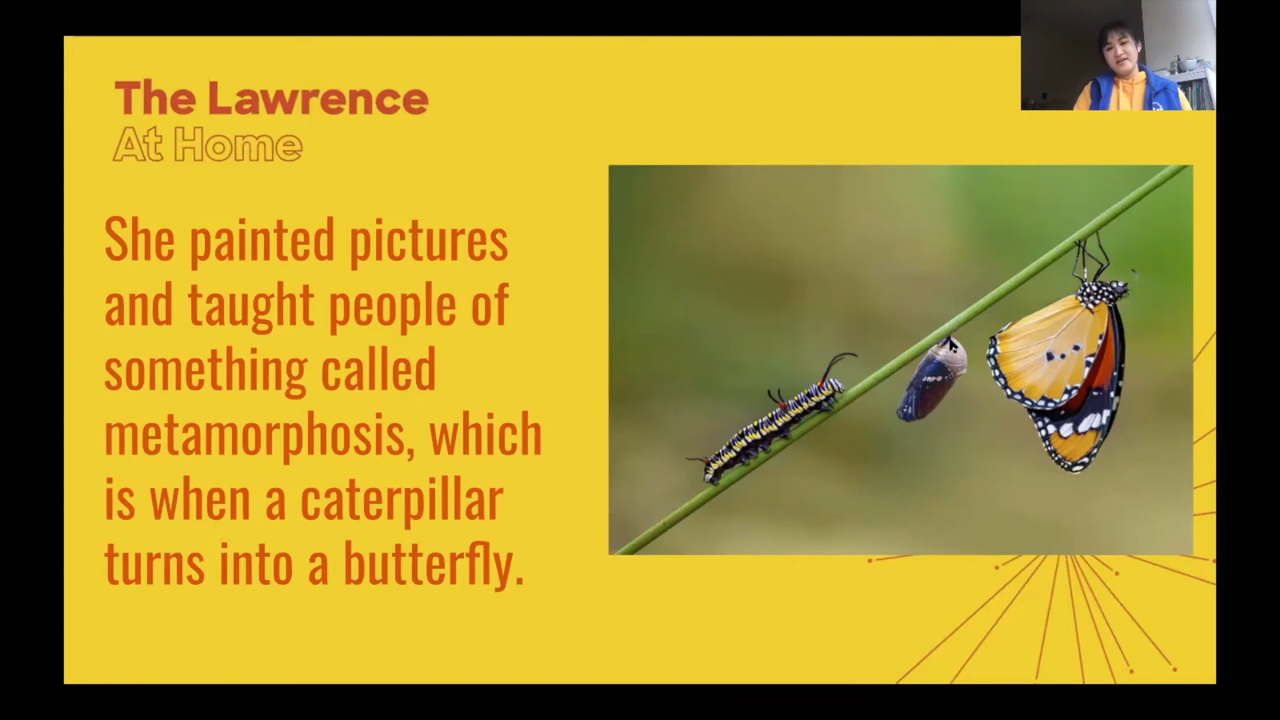 The Lawrence
At Home
She painted pictures
and taught people of
something called
metamorphosis, which
is when a caterpillar
turns into a butterfly.